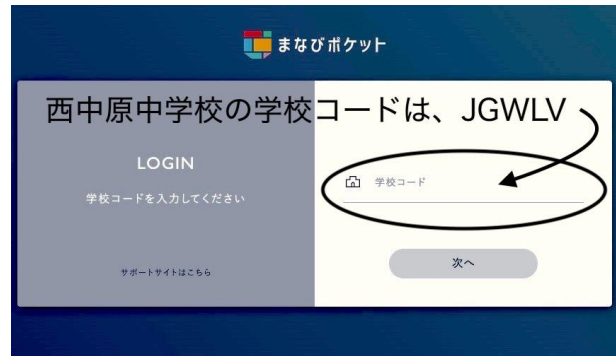 まなびポケット
西中原中学校の学校コードは、JGWLV
LOGIN
学校コードを入力してください
サポートサイトはこちら
学校コード
次へ